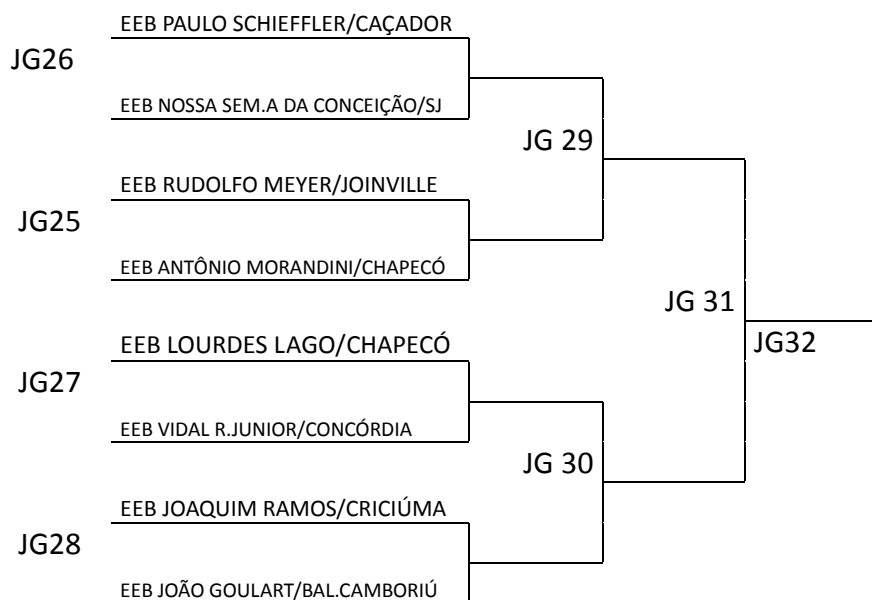 EEB PAULO SCHIEFFLER/CAÇADOR
JG26
EEB NOSSA SEM.A DA CONCEIÇÃO/SJ
JG 29
EEB RUDOLFO MEYER/JOINVILLE
JG25
EEB ANTÔNIO MORANDINI/CHAPECÓ
JG 31
JG32
EEB LOURDES LAGO/CHAPECÓ
JG27
EEB VIDAL R.JUNIOR/CONCÓRDIA
JG 30
EEB JOAQUIM RAMOS/CRICIÚMA
JG28
EEB JOÃO GOULART/BAL.CAMBORIÚ